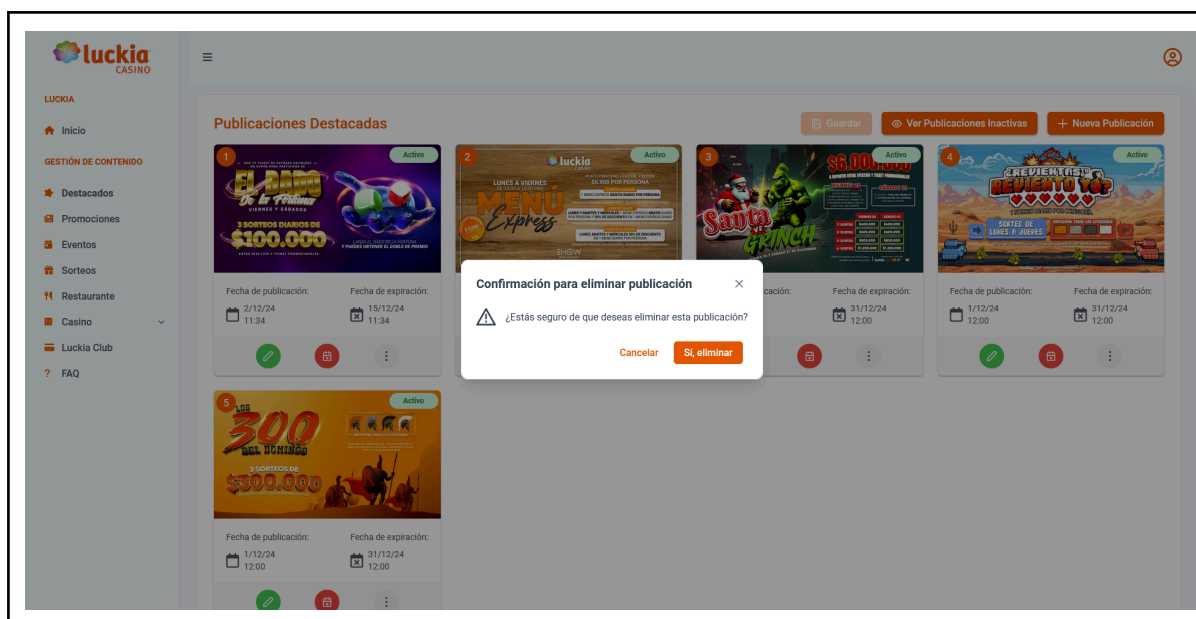 luckia
CASINO
LUCKIA
Inicio
GESTIÓN DE CONTENIDO
Destacados
Promociones
Eventos
Sorteos
Restaurante
Casino
Luckia Club
FAQ
Publicaciones Destacadas
Guardar
Ver Publicaciones Inactivas
+ Nueva Publicación
1
Activo
EL DADO
De la Fortuna
VIERNES Y SÁBADOS
3 SORTEOS DIARIOS DE
$100.000
Fecha de publicación:
2/12/24
11:34
Fecha de expiración:
15/12/24
11:34
2
Activo
luckia
LUNES A VIERNES
$6.900 POR PERSONA
MENÚ
Express
SHOW
3
Activo
$6.000.000
Santa
VS
GRINCH
cación:
Fecha de expiración:
31/12/24
12:00
4
Activo
¿REVIENTAS?
REVIENTO YO
SORTEO DE
LUNES A JUEVES
Fecha de publicación:
1/12/24
12:00
Fecha de expiración:
31/12/24
12:00
Confirmación para eliminar publicación
¿Estás seguro de que deseas eliminar esta publicación?
Cancelar
Sí, eliminar
5
Activo
LOS
300
DEL DOMINGO
3 SORTEOS DE
$300.000
Fecha de publicación:
1/12/24
12:00
Fecha de expiración:
31/12/24
12:00